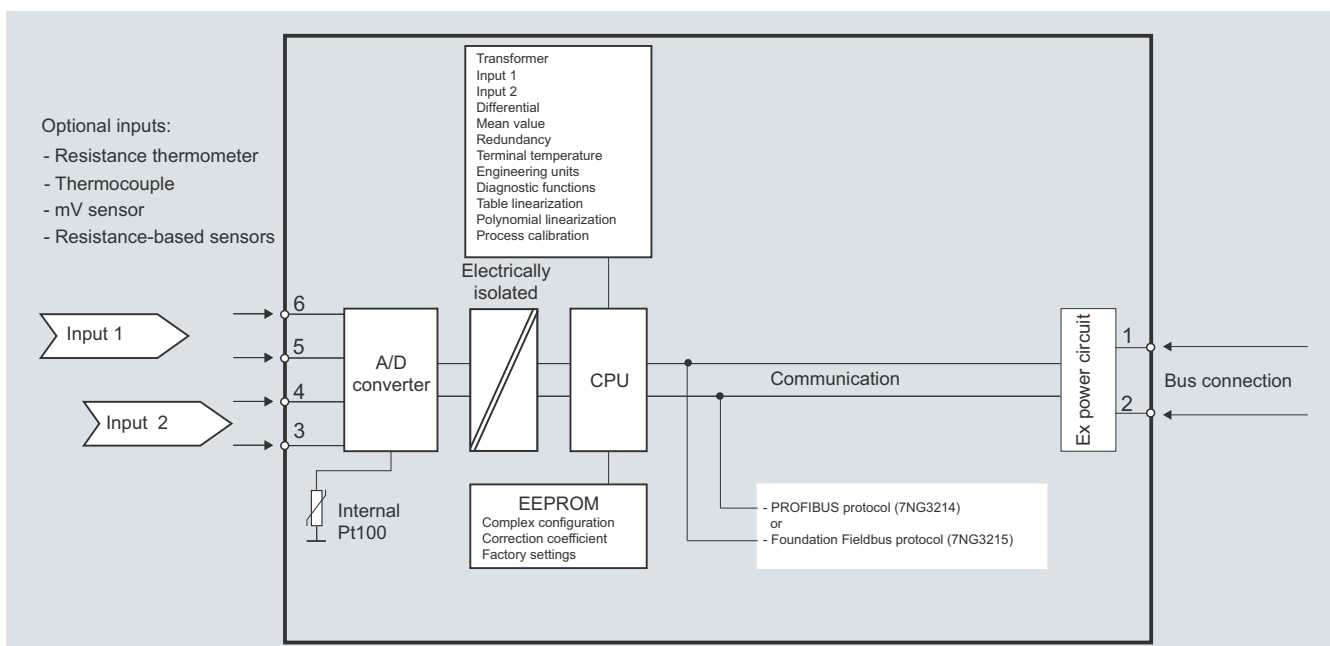 Transformer
Input 1
Input 2
Differential
Mean value
Redundancy
Terminal temperature
Engineering units
Diagnostic functions
Table linearization
Polynomial linearization
Process calibration
Optional inputs:
- Resistance thermometer
- Thermocouple
- mV sensor
- Resistance-based sensors
Electrically
isolated
Input 1
Input 2
6
5
4
3
A/D
converter
CPU
Communication
Ex power circuit
1
2
Bus connection
Internal
Pt100
EEPROM
Complex configuration
Correction coefficient
Factory settings
- PROFIBUS protocol (7NG3214)
or
- Foundation Fieldbus protocol (7NG3215)